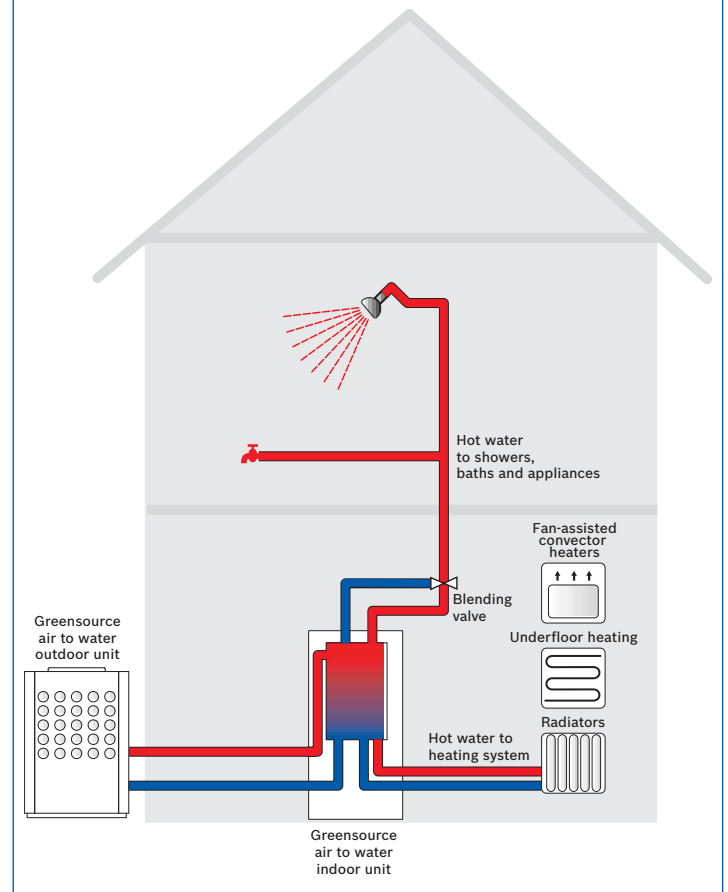 Hot water
to showers,
baths and appliances
Fan-assisted
convector
heaters
Blending
valve
Greensource
air to water
outdoor unit
Underfloor heating
Radiators
Hot water to
heating system
Greensource
air to water
indoor unit